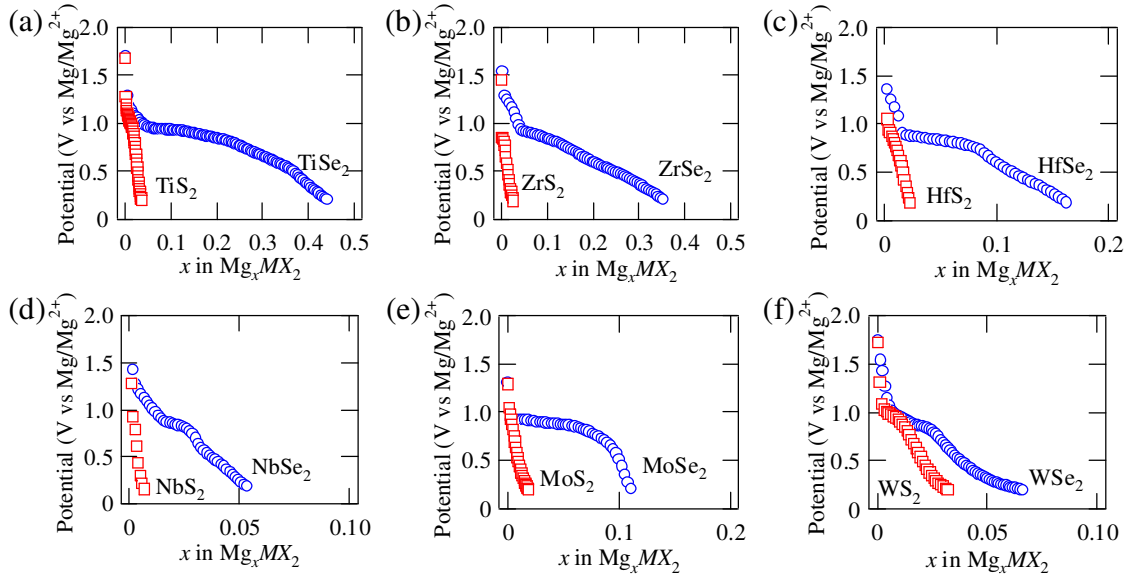 (a)
Potential (V vs Mg/Mg²⁺)
2.0
1.5
1.0
0.5
0
TiS₂
TiSe₂
0 0.1 0.2 0.3 0.4 0.5
x in MgₓMX₂
(b)
Potential (V vs Mg/Mg²⁺)
2.0
1.5
1.0
0.5
0
ZrS₂
ZrSe₂
0 0.1 0.2 0.3 0.4 0.5
x in MgₓMX₂
(c)
Potential (V vs Mg/Mg²⁺)
2.0
1.5
1.0
0.5
0
HfS₂
HfSe₂
0 0.1 0.2
x in MgₓMX₂
(d)
Potential (V vs Mg/Mg²⁺)
2.0
1.5
1.0
0.5
0
NbS₂
NbSe₂
0 0.05 0.10
x in MgₓMX₂
(e)
Potential (V vs Mg/Mg²⁺)
2.0
1.5
1.0
0.5
0
MoS₂
MoSe₂
0 0.1 0.2
x in MgₓMX₂
(f)
Potential (V vs Mg/Mg²⁺)
2.0
1.5
1.0
0.5
0
WS₂
WSe₂
0 0.05 0.10
x in MgₓMX₂